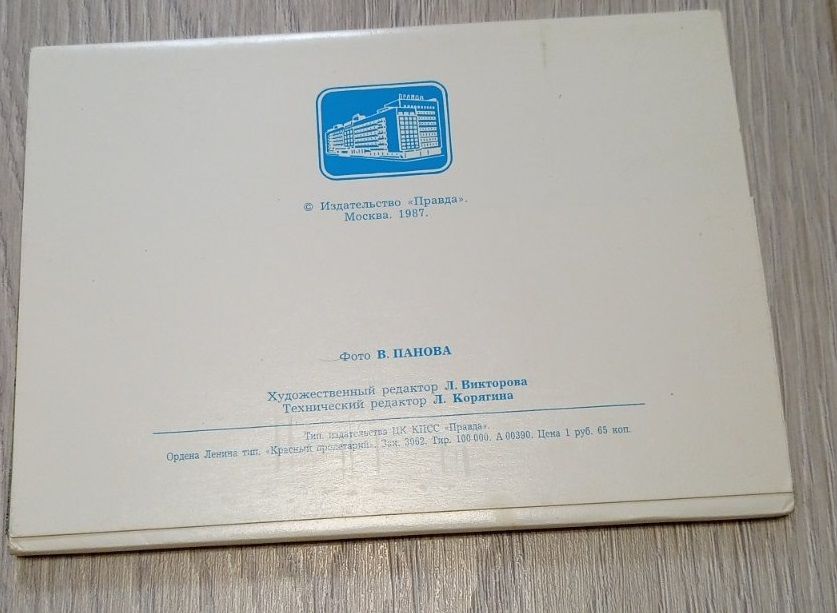 ПРАВДА
© Издательство «Правда».
Москва. 1987.
Фото В. ПАНОВА
Художественный редактор Л. Викторова
Технический редактор Л. Корягина
Тип. издательства ЦК КПСС «Правда».
Ордена Ленина тип. «Красный пролетарий». Зак. 3962. Тир. 100.000. А 00390. Цена 1 руб. 65 коп.